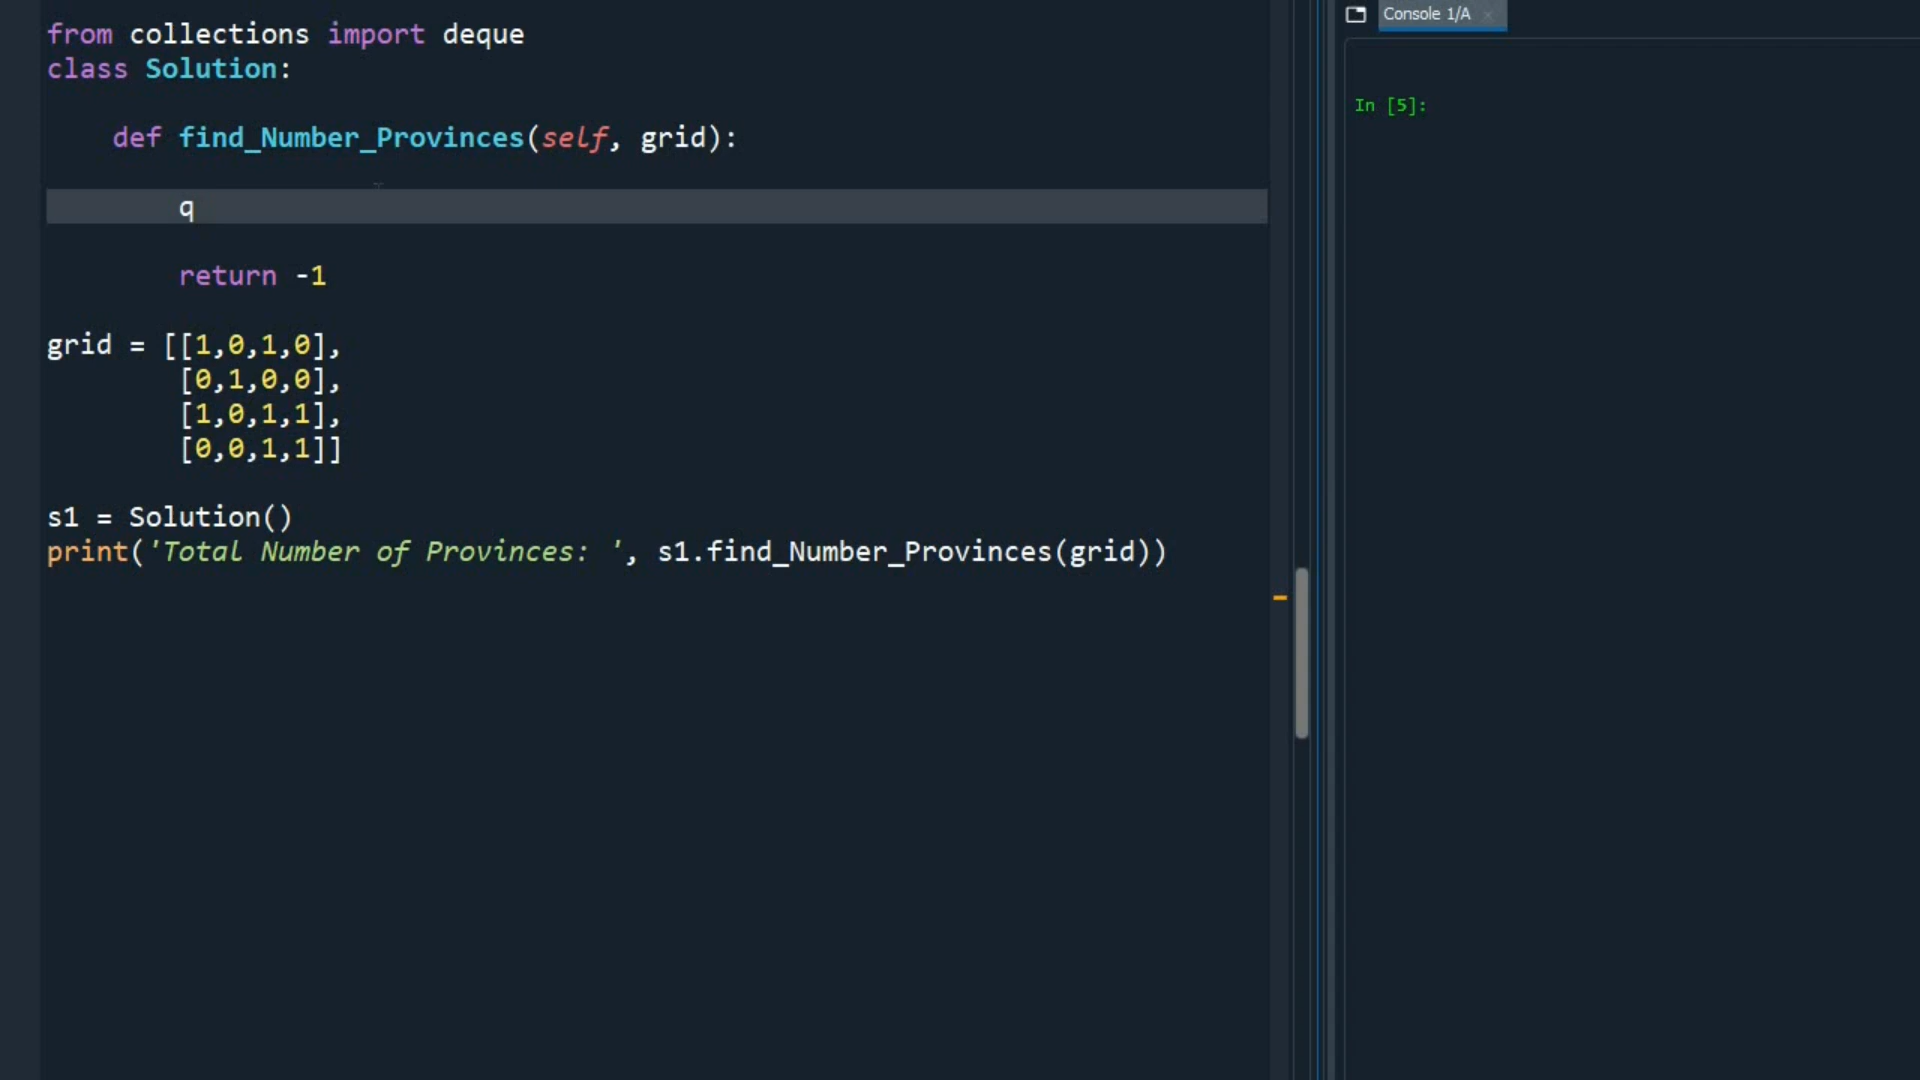 from collections import deque
class Solution:
def find_Number_Provinces(self, grid):
q
return -1
grid = [[1,0,1,0],
[0,1,0,0],
[1,0,1,1],
[0,0,1,1]]
s1 = Solution()
print('Total Number of Provinces: ', s1.find_Number_Provinces(grid))
Console 1/A
In [5]: